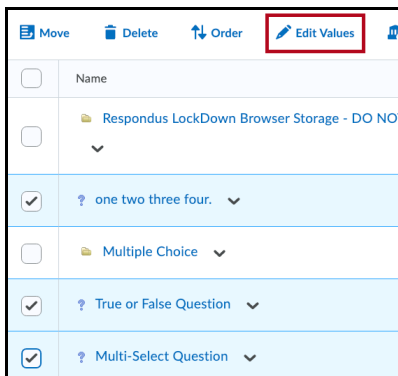 Move Delete Order Edit Values
Name
Respondus LockDown Browser Storage - DO NO
one two three four.
Multiple Choice
True or False Question
Multi-Select Question